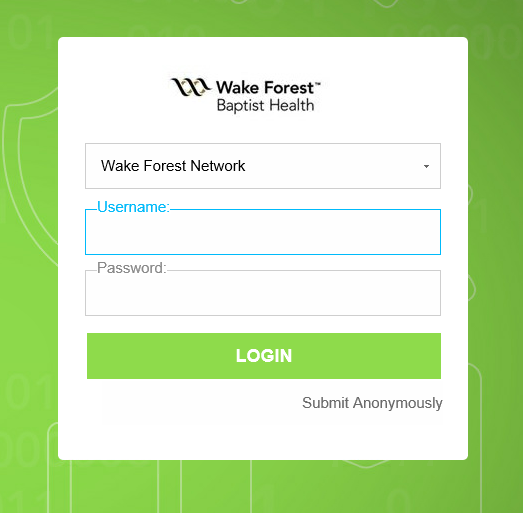 Wake Forest™
Baptist Health
Wake Forest Network
Username:
Password:
LOGIN
Submit Anonymously